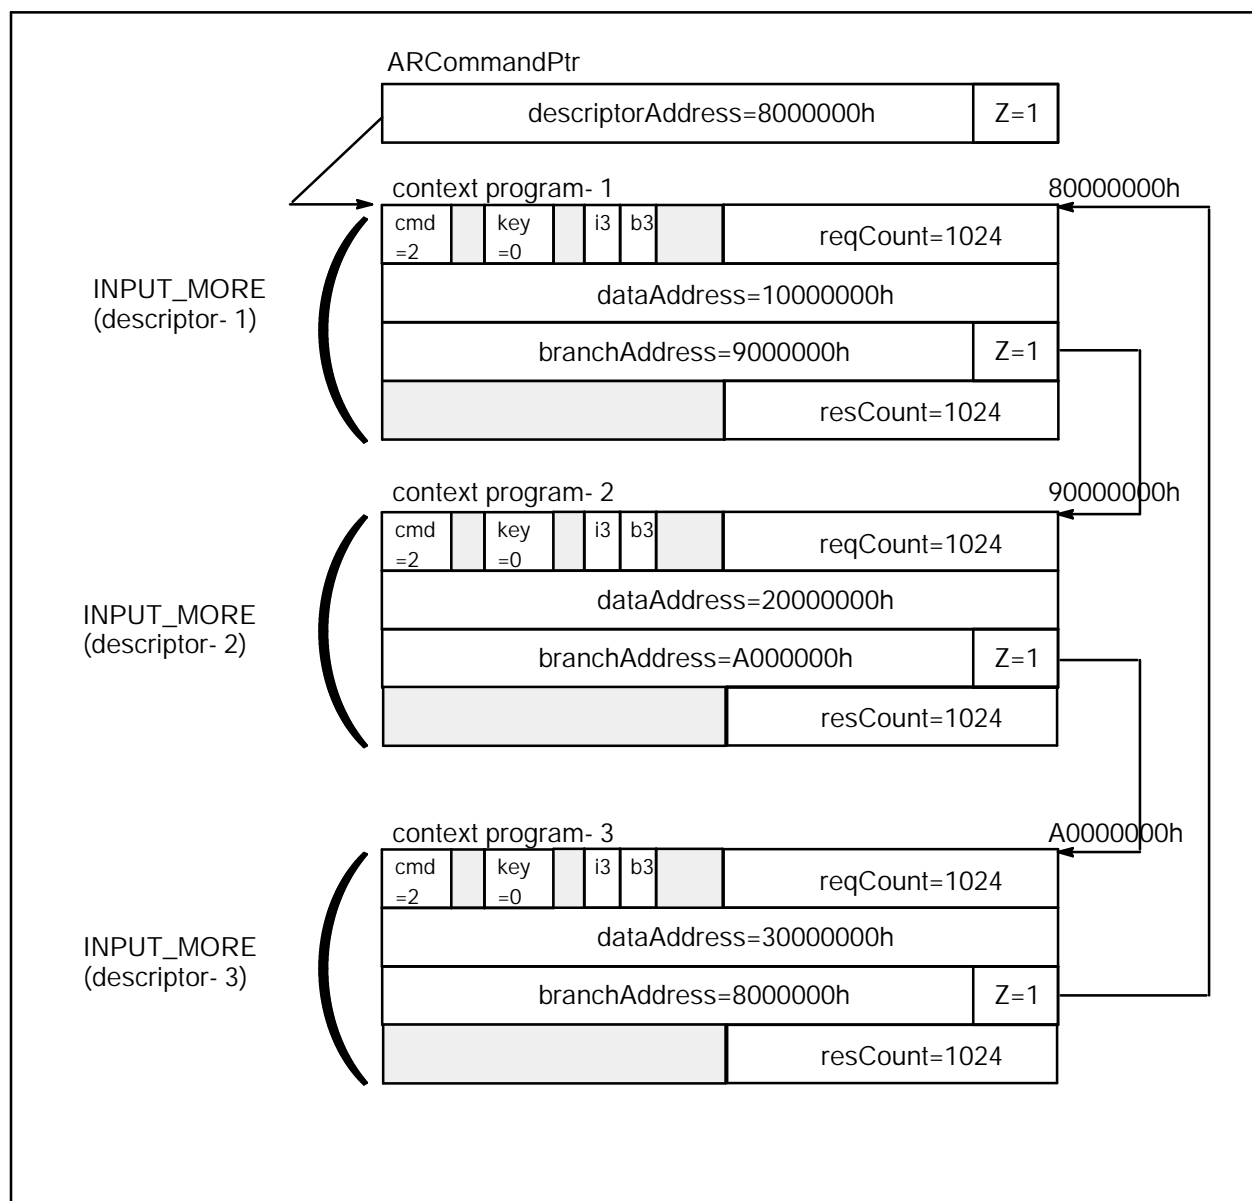 ARCommandPtr
descriptorAddress=8000000h Z=1
context program- 1 80000000h
cmd =2 key =0 i3 b3 reqCount=1024
INPUT_MORE
(descriptor- 1)
dataAddress=10000000h
branchAddress=9000000h Z=1
resCount=1024
context program- 2 90000000h
cmd =2 key =0 i3 b3 reqCount=1024
INPUT_MORE
(descriptor- 2)
dataAddress=20000000h
branchAddress=A000000h Z=1
resCount=1024
context program- 3 A0000000h
cmd =2 key =0 i3 b3 reqCount=1024
INPUT_MORE
(descriptor- 3)
dataAddress=30000000h
branchAddress=8000000h Z=1
resCount=1024